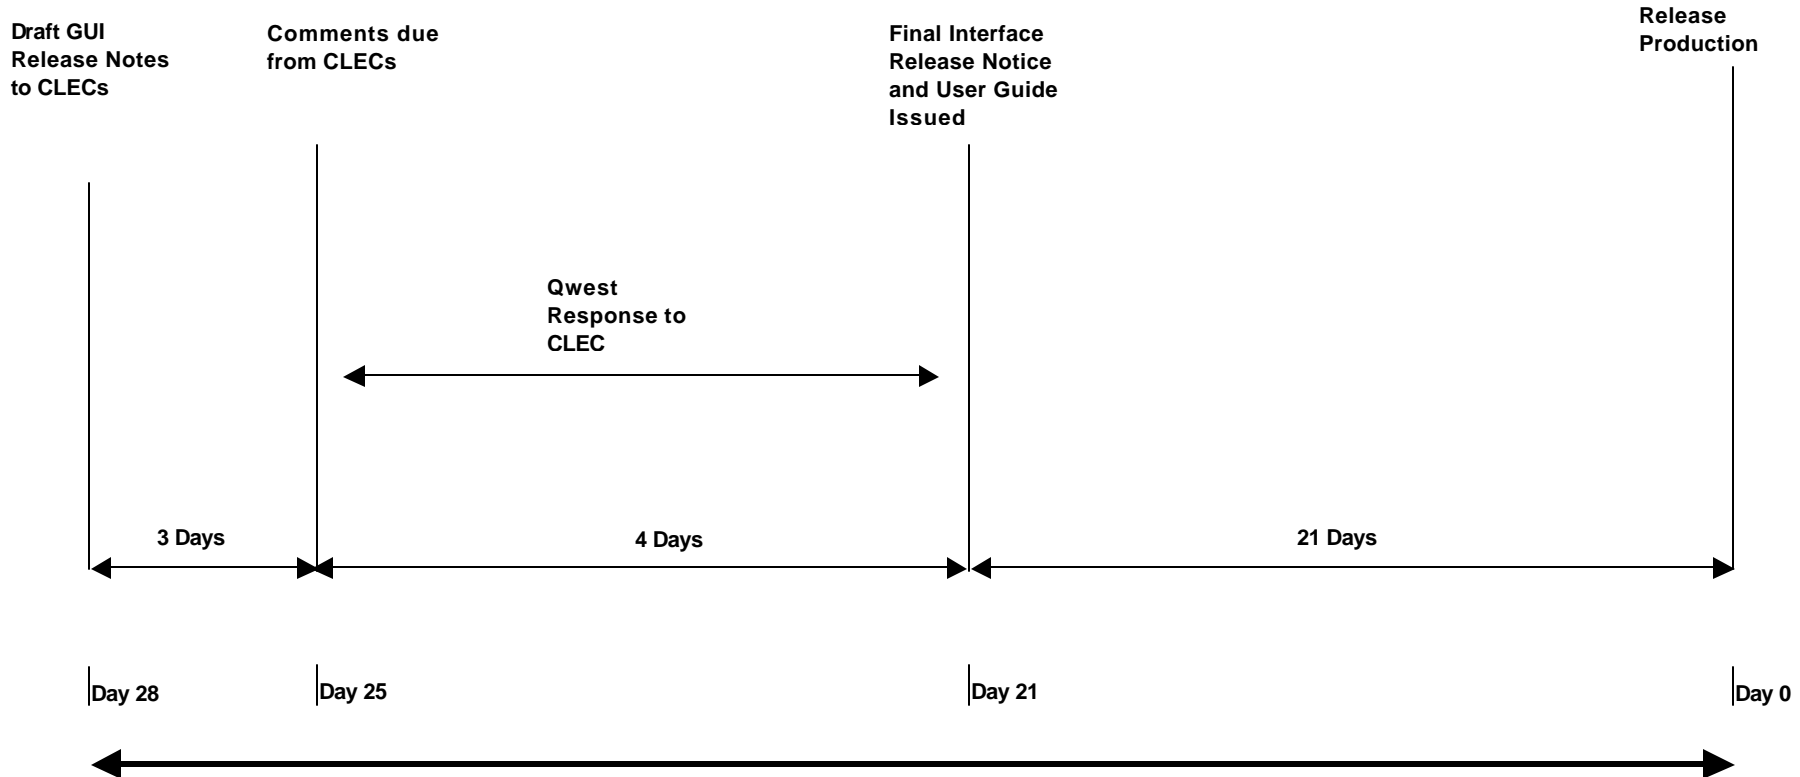 Draft GUI
Release Notes
to CLECs
Comments due
from CLECs
Final Interface
Release Notice
and User Guide
Issued
Release
Production
Qwest
Response to
CLEC
3 Days
4 Days
21 Days
Day 28
Day 25
Day 21
Day 0